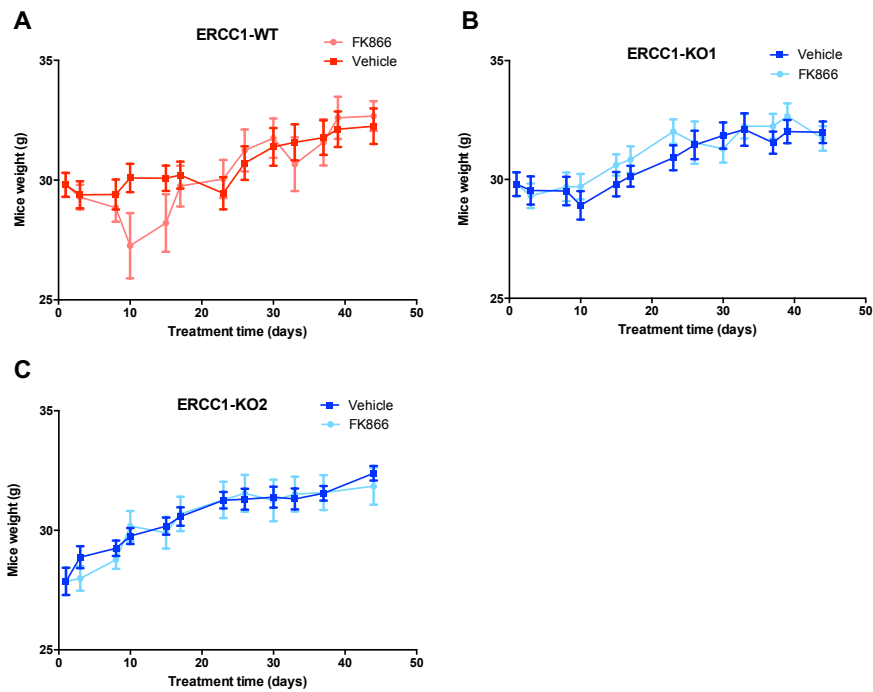 A
ERCC1-WT
FK866
Vehicle
35
30
25
Mice weight (g)
0 10 20 30 40 50
Treatment time (days)
B
ERCC1-KO1
Vehicle
FK866
35
30
25
Mice weight (g)
0 10 20 30 40 50
Treatment time (days)
C
ERCC1-KO2
Vehicle
FK866
35
30
25
Mice weight (g)
0 10 20 30 40 50
Treatment time (days)